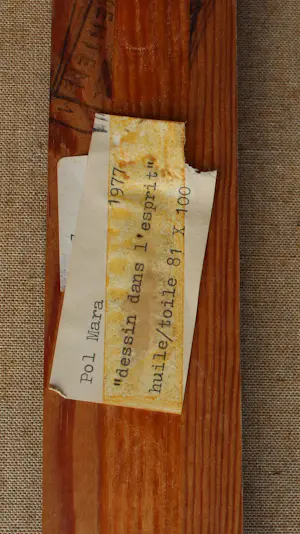 Pol Mara 1977
"dessin dans l'esprit"
huile/toile 81 X 100